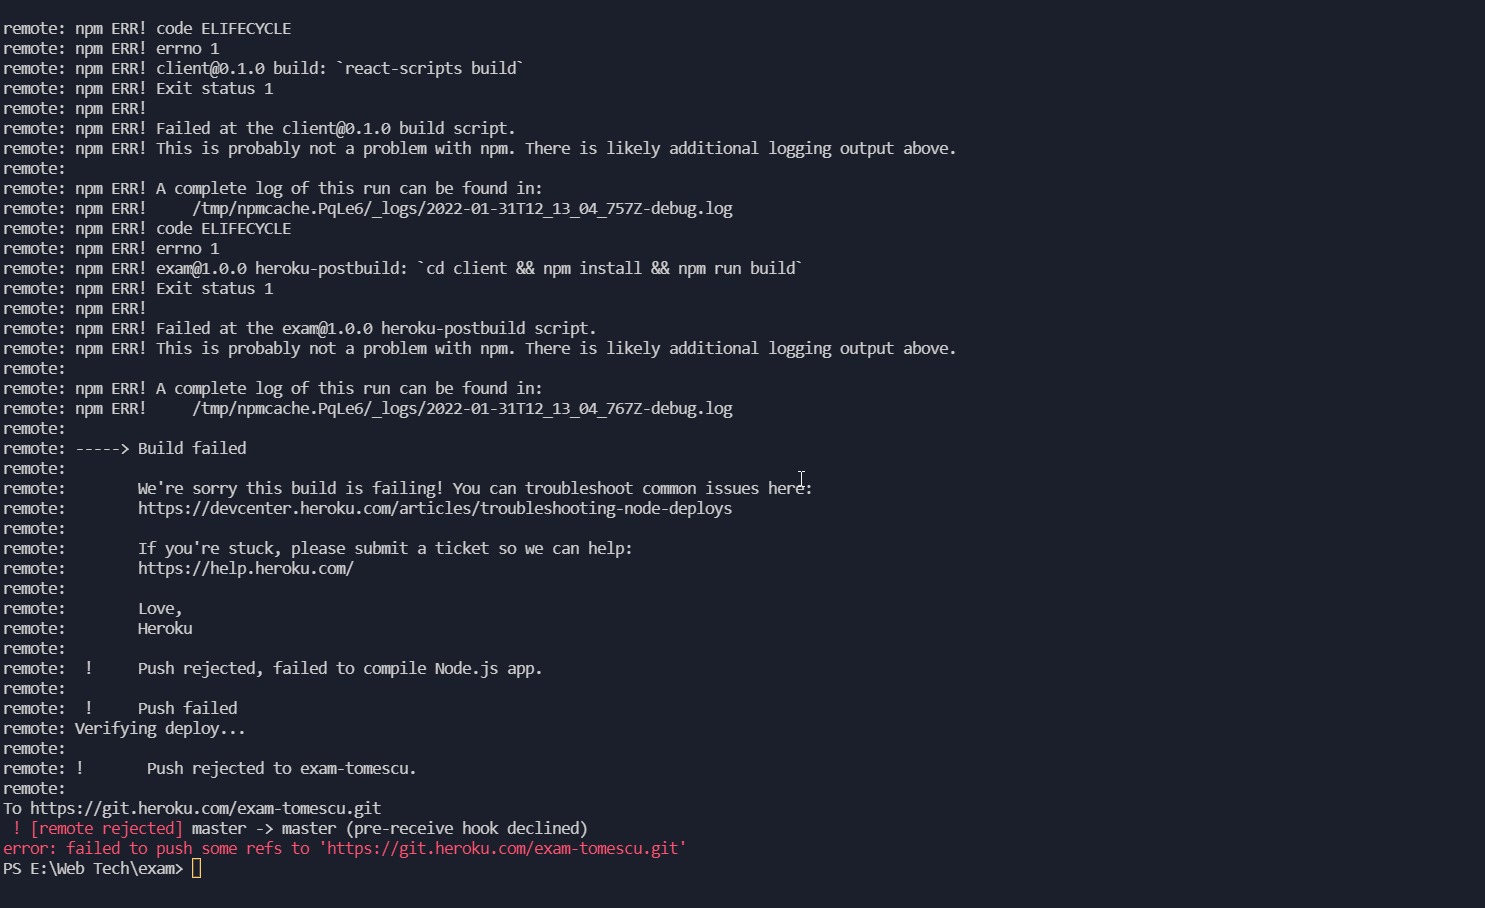 remote: npm ERR! code ELIFECYCLE
remote: npm ERR! errno 1
remote: npm ERR! client@0.1.0 build: `react-scripts build`
remote: npm ERR! Exit status 1
remote: npm ERR!
remote: npm ERR! Failed at the client@0.1.0 build script.
remote: npm ERR! This is probably not a problem with npm. There is likely additional logging output above.
remote:
remote: npm ERR! A complete log of this run can be found in:
remote: npm ERR!     /tmp/npmcache.PqLe6/_logs/2022-01-31T12_13_04_757Z-debug.log
remote: npm ERR! code ELIFECYCLE
remote: npm ERR! errno 1
remote: npm ERR! exam@1.0.0 heroku-postbuild: `cd client && npm install && npm run build`
remote: npm ERR! Exit status 1
remote: npm ERR!
remote: npm ERR! Failed at the exam@1.0.0 heroku-postbuild script.
remote: npm ERR! This is probably not a problem with npm. There is likely additional logging output above.
remote:
remote: npm ERR! A complete log of this run can be found in:
remote: npm ERR!     /tmp/npmcache.PqLe6/_logs/2022-01-31T12_13_04_767Z-debug.log
remote:
remote: -----> Build failed
remote:
remote:        We're sorry this build is failing! You can troubleshoot common issues here:
remote:        https://devcenter.heroku.com/articles/troubleshooting-node-deploys
remote:
remote:        If you're stuck, please submit a ticket so we can help:
remote:        https://help.heroku.com/
remote:
remote:        Love,
remote:        Heroku
remote:
remote:  !     Push rejected, failed to compile Node.js app.
remote:
remote:  !     Push failed
remote: Verifying deploy...
remote:
remote: !       Push rejected to exam-tomescu.
remote:
To https://git.heroku.com/exam-tomescu.git
 ! [remote rejected] master -> master (pre-receive hook declined)
error: failed to push some refs to 'https://git.heroku.com/exam-tomescu.git'
PS E:\Web Tech\exam>